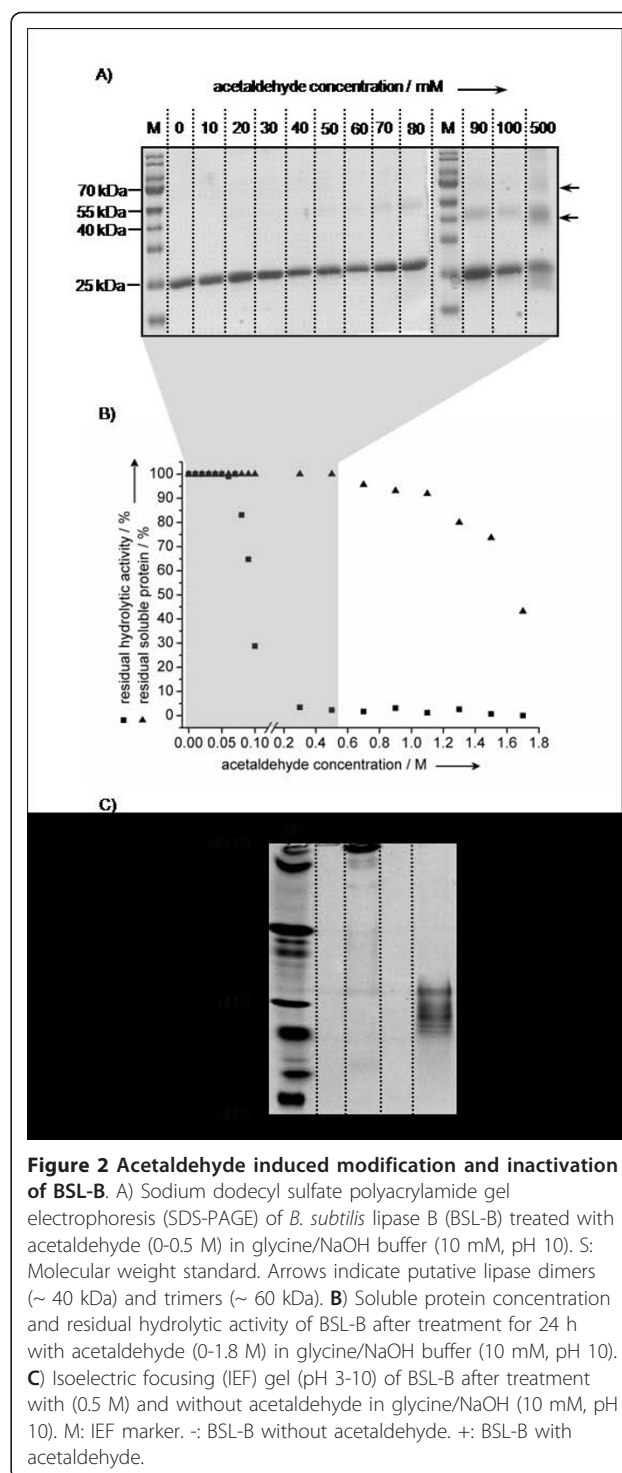 A)
acetaldehyde concentration / mM
M 0 10 20 30 40 50 60 70 80 M 90 100 500
70 kDa
55 kDa
40 kDa
25 kDa
B)
residual hydrolytic activity / %
residual soluble protein / %
100
90
80
70
60
50
40
30
20
10
0
0.00 0.05 0.10 0.2 0.4 0.6 0.8 1.0 1.2 1.4 1.6 1.8
acetaldehyde concentration / M
C)
Figure 2 Acetaldehyde induced modification and inactivation
of BSL-B. A) Sodium dodecyl sulfate polyacrylamide gel
electrophoresis (SDS-PAGE) of B. subtilis lipase B (BSL-B) treated with
acetaldehyde (0-0.5 M) in glycine/NaOH buffer (10 mM, pH 10). S:
Molecular weight standard. Arrows indicate putative lipase dimers
(~ 40 kDa) and trimers (~ 60 kDa). B) Soluble protein concentration
and residual hydrolytic activity of BSL-B after treatment for 24 h
with acetaldehyde (0-1.8 M) in glycine/NaOH buffer (10 mM, pH 10).
C) Isoelectric focusing (IEF) gel (pH 3-10) of BSL-B after treatment
with (0.5 M) and without acetaldehyde in glycine/NaOH (10 mM, pH
10). M: IEF marker. -: BSL-B without acetaldehyde. +: BSL-B with
acetaldehyde.